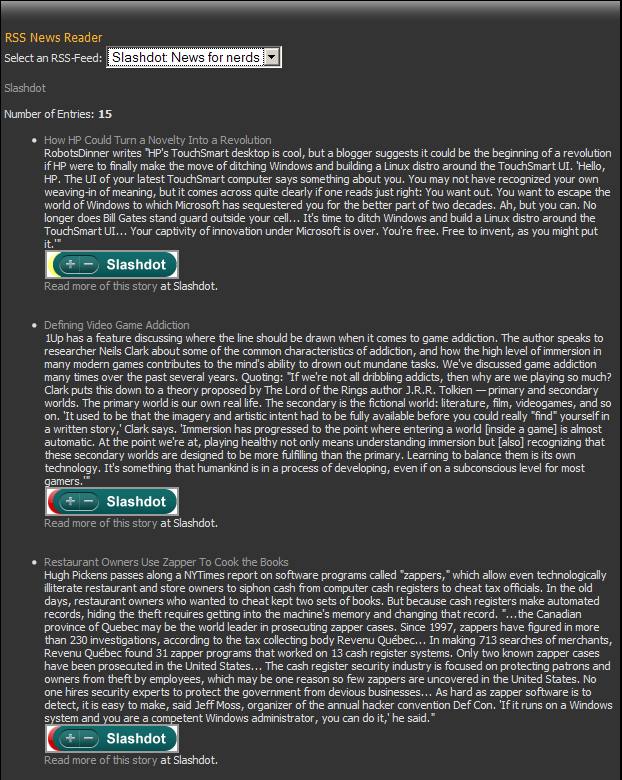 RSS News Reader
Select an RSS-Feed: Slashdot: News for nerds
Slashdot
Number of Entries: 15
How HP Could Turn a Novelty Into a Revolution
RobotsDinner writes "HP's TouchSmart desktop is cool, but a blogger suggests it could be the beginning of a revolution
if HP were to finally make the move of ditching Windows and building a Linux distro around the TouchSmart UI. 'Hello,
HP. The UI of your latest TouchSmart computer says something about you. You may not have recognized your own
weaving-in of meaning, but it comes across quite clearly if one reads just right: You want out. You want to escape the
world of Windows to which Microsoft has sequestered you for the better part of two decades. Ah, but you can. No
longer does Bill Gates stand guard outside your cell... It's time to ditch Windows and build a Linux distro around the
TouchSmart UI... Your captivity of innovation under Microsoft is over. You're free. Free to invent, as you might put
it.'"
+ − Slashdot
Read more of this story at Slashdot.
Defining Video Game Addiction
1Up has a feature discussing where the line should be drawn when it comes to game addiction. The author speaks to
researcher Neils Clark about some of the common characteristics of addiction, and how the high level of immersion in
many modern games contributes to the mind's ability to drown out mundane tasks. We've discussed game addiction
many times over the past several years. Quoting: "If we're not all dribbling addicts, then why are we playing so much?
Clark puts this down to a theory proposed by The Lord of the Rings author J.R.R. Tolkien — primary and secondary
worlds. The primary world is our own real life. The secondary is the fictional world: literature, film, videogames, and so
on. 'It used to be that the imagery and artistic intent had to be fully available before you could really "find" yourself in
a written story,' Clark says. 'Immersion has progressed to the point where entering a world [inside a game] is almost
automatic. At the point we're at, playing healthy not only means understanding immersion but [also] recognizing that
these secondary worlds are designed to be more fulfilling than the primary. Learning to balance them is its own
technology. It's something that humankind is in a process of developing, even if on a subconscious level for most
gamers.'"
+ − Slashdot
Read more of this story at Slashdot.
Restaurant Owners Use Zapper To Cook the Books
Hugh Pickens passes along a NYTimes report on software programs called "zappers," which allow even technologically
illiterate restaurant and store owners to siphon cash from computer cash registers to cheat tax officials. In the old
days, restaurant owners who wanted to cheat kept two sets of books. But because cash registers make automated
records, hiding the theft requires getting into the machine's memory and changing that record. "...the Canadian
province of Quebec may be the world leader in prosecuting zapper cases. Since 1997, zappers have figured in more
than 230 investigations, according to the tax collecting body Revenu Québec... In making 713 searches of merchants,
Revenu Québec found 31 zapper programs that worked on 13 cash register systems. Only two known zapper cases
have been prosecuted in the United States... The cash register security industry is focused on protecting patrons and
owners from theft by employees, which may be one reason so few zappers are uncovered in the United States. No
one hires security experts to protect the government from devious businesses... As hard as zapper software is to
detect, it is easy to make, said Jeff Moss, organizer of the annual hacker convention Def Con. 'If it runs on a Windows
system and you are a competent Windows administrator, you can do it,' he said."
+ − Slashdot
Read more of this story at Slashdot.